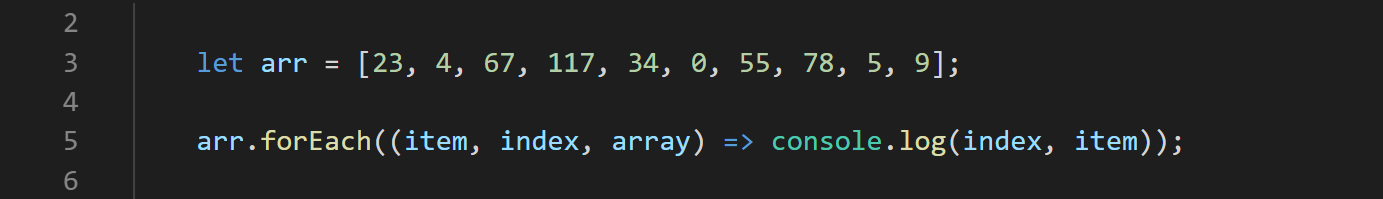 2
3 let arr = [23, 4, 67, 117, 34, 0, 55, 78, 5, 9];
4
5 arr.forEach((item, index, array) => console.log(index, item));
6